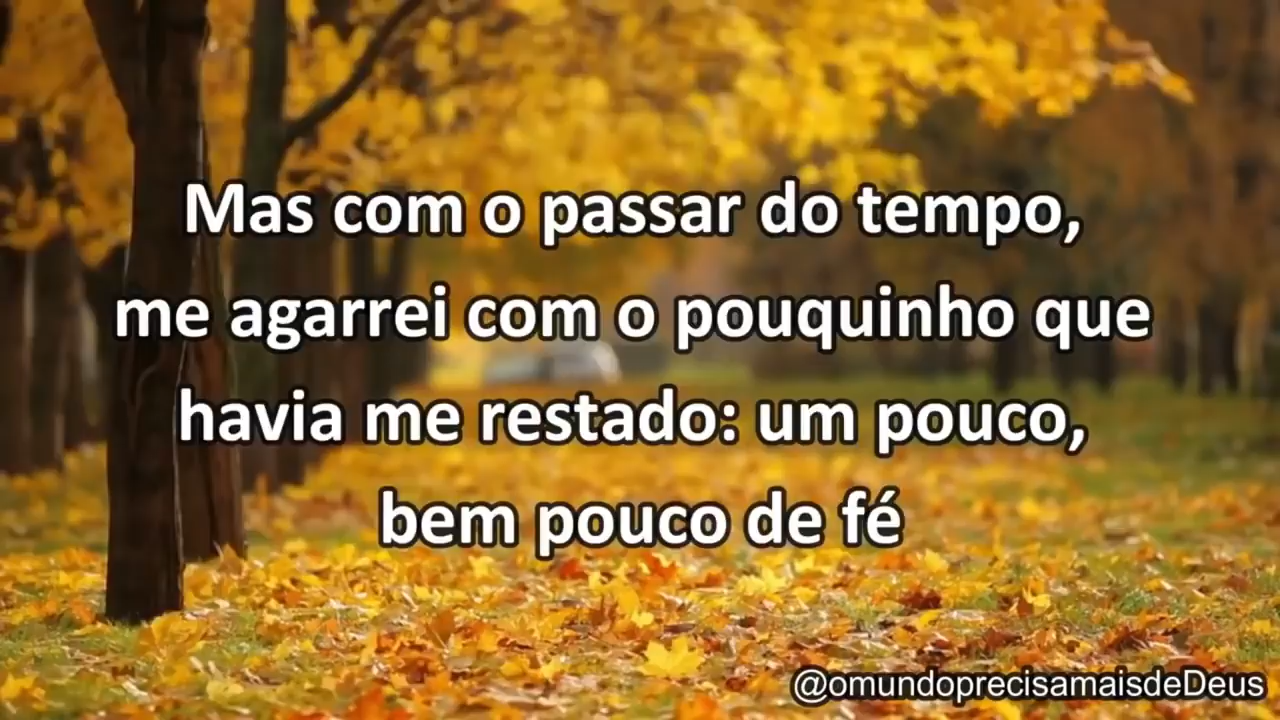 Mas com o passar do tempo,
me agarrei com o pouquinho que
havia me restado: um pouco,
bem pouco de fé
@omundoprecisamaisdeDeus